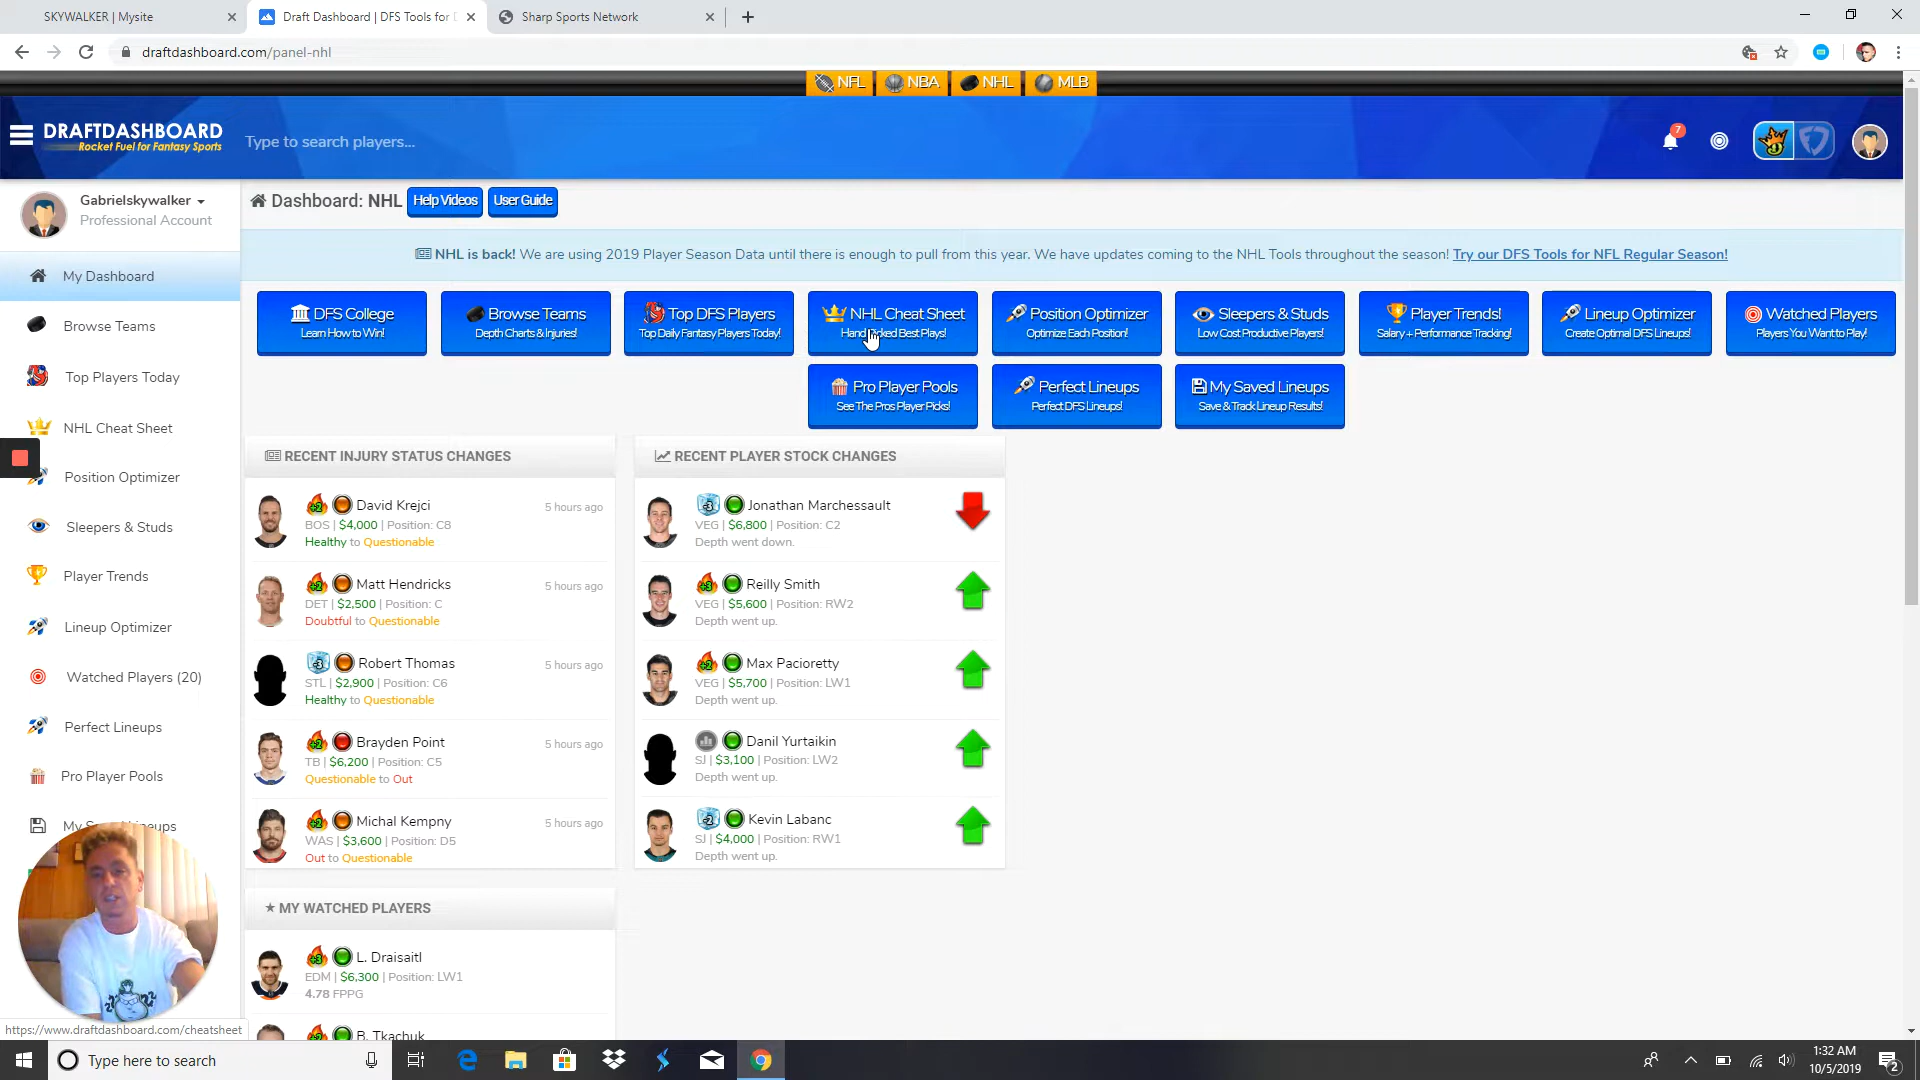 SKYWALKER | Mysite
Draft Dashboard | DFS Tools for D
Sharp Sports Network
draftdashboard.com/panel-nhl
NFL
NBA
NHL
MLB
DRAFTDASHBOARD
Rocket Fuel for Fantasy Sports
Type to search players...
7
Gabrielskywalker
Professional Account
Dashboard: NHL
Help Videos
User Guide
NHL is back! We are using 2019 Player Season Data until there is enough to pull from this year. We have updates coming to the NHL Tools throughout the season! Try our DFS Tools for NFL Regular Season!
My Dashboard
Browse Teams
Top Players Today
NHL Cheat Sheet
Position Optimizer
Sleepers & Studs
Player Trends
Lineup Optimizer
Watched Players (20)
Perfect Lineups
Pro Player Pools
DFS College
Learn How to Win!
Browse Teams
Depth Charts & Injuries!
Top DFS Players
Top Daily Fantasy Players Today!
NHL Cheat Sheet
Best Plays!
Position Optimizer
Optimize Each Position!
Sleepers & Studs
Low Cost Productive Players!
Player Trends!
Salary + Performance Tracking!
Lineup Optimizer
Create Optimal DFS Lineups!
Watched Players
Players You Want to Play!
Pro Player Pools
See The Pros Player Picks!
Perfect Lineups
Perfect DFS Lineups!
My Saved Lineups
Save & Track Lineup Results!
RECENT INJURY STATUS CHANGES
+2 David Krejci
5 hours ago
BOS | $4,000 | Position: C8
Healthy to Questionable
+2 Matt Hendricks
5 hours ago
DET | $2,500 | Position: C
Doubtful to Questionable
-3 Robert Thomas
5 hours ago
STL | $2,900 | Position: C6
Healthy to Questionable
+2 Brayden Point
5 hours ago
TB | $6,200 | Position: C5
Questionable to Out
+2 Michal Kempny
5 hours ago
WAS | $3,600 | Position: D5
Out to Questionable
RECENT PLAYER STOCK CHANGES
-3 Jonathan Marchessault
VEG | $6,800 | Position: C2
Depth went down.
+3 Reilly Smith
VEG | $5,600 | Position: RW2
Depth went up.
+2 Max Pacioretty
VEG | $5,700 | Position: LW1
Depth went up.
Danil Yurtaikin
SJ | $3,100 | Position: LW2
Depth went up.
-2 Kevin Labanc
SJ | $4,000 | Position: RW1
Depth went up.
MY WATCHED PLAYERS
+3 L. Draisaitl
EDM | $6,300 | Position: LW1
4.78 FPPG
B. Tkachuk
https://www.draftdashboard.com/cheatsheet
Type here to search
1:32 AM
10/5/2019
2